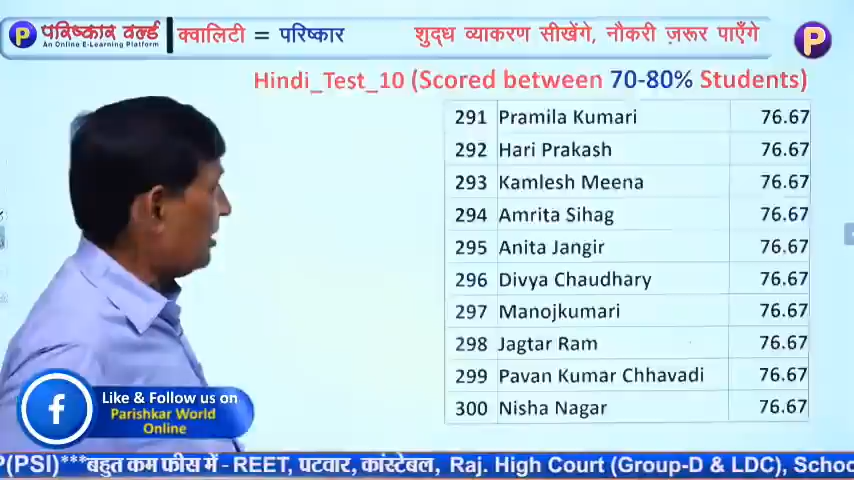 परिष्कार वर्ल्ड
An Online E-Learning Platform
क्वालिटी = परिष्कार
शुद्ध व्याकरण सीखेंगे, नौकरी ज़रूर पाएँगे
Hindi_Test_10 (Scored between 70-80% Students)
291 Pramila Kumari 76.67
292 Hari Prakash 76.67
293 Kamlesh Meena 76.67
294 Amrita Sihag 76.67
295 Anita Jangir 76.67
296 Divya Chaudhary 76.67
297 Manojkumari 76.67
298 Jagtar Ram 76.67
299 Pavan Kumar Chhavadi 76.67
300 Nisha Nagar 76.67
Like & Follow us on
Parishkar World
Online
P(PSI)***बहुत कम फीस में - REET, पटवार, कांस्टेबल, Raj. High Court (Group-D & LDC), Schoo